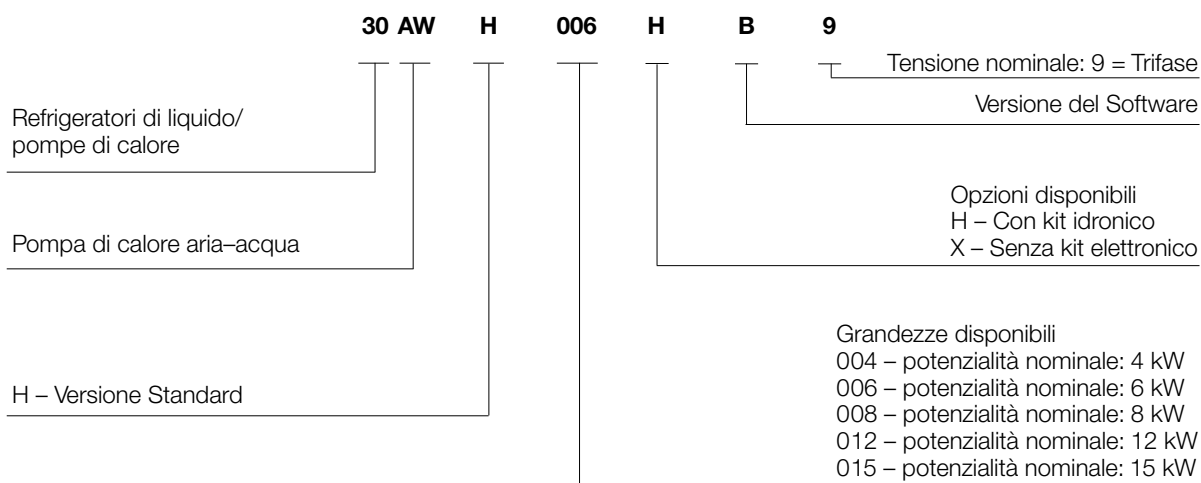 30 AW H 006 H B 9
Tensione nominale: 9 = Trifase
Versione del Software
Refrigeratori di liquido/
pompe di calore
Opzioni disponibili
H – Con kit idronico
X – Senza kit elettronico
Pompa di calore aria–acqua
Grandezze disponibili
004 – potenzialità nominale: 4 kW
006 – potenzialità nominale: 6 kW
008 – potenzialità nominale: 8 kW
012 – potenzialità nominale: 12 kW
015 – potenzialità nominale: 15 kW
H – Versione Standard